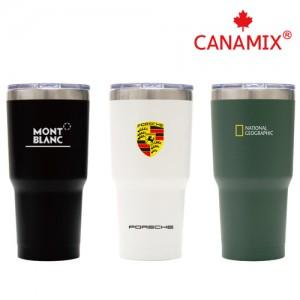 CANAMIX®
MONT
BLANC
PORSCHE
NATIONAL
GEOGRAPHIC
PORSCHE